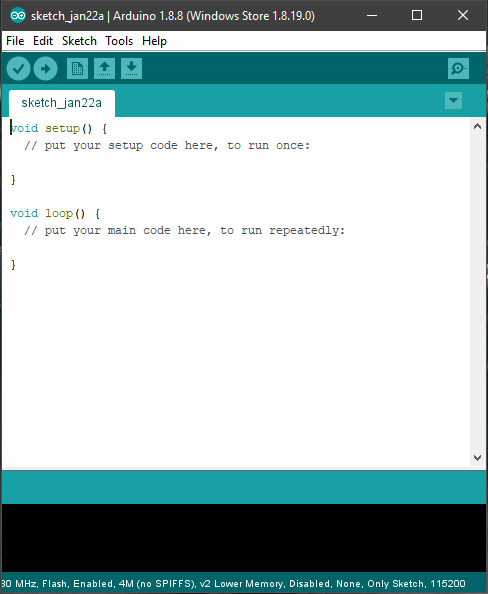 sketch_jan22a | Arduino 1.8.8 (Windows Store 1.8.19.0)
File Edit Sketch Tools Help
sketch_jan22a
void setup() {
// put your setup code here, to run once:
}
void loop() {
// put your main code here, to run repeatedly:
}
80 MHz, Flash, Enabled, 4M (no SPIFFS), v2 Lower Memory, Disabled, None, Only Sketch, 115200